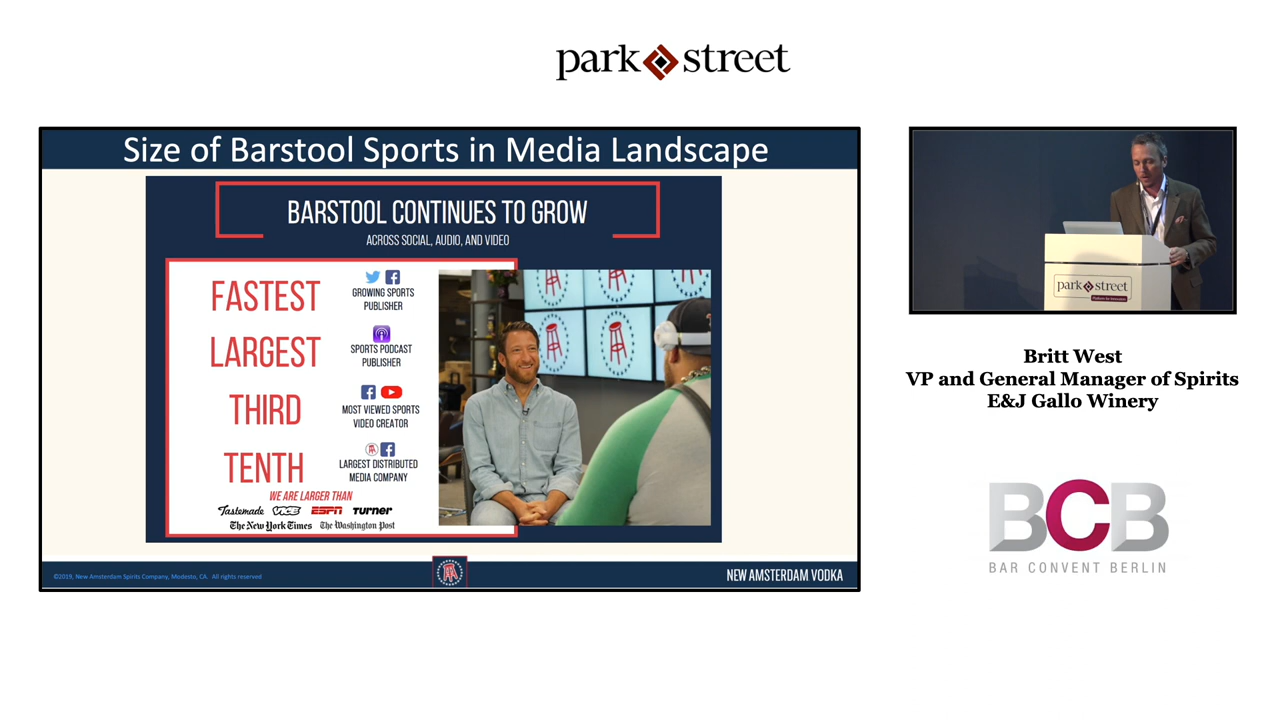 park street
Size of Barstool Sports in Media Landscape
BARSTOOL CONTINUES TO GROW
ACROSS SOCIAL, AUDIO, AND VIDEO
FASTEST
GROWING SPORTS
PUBLISHER
LARGEST
SPORTS PODCAST
PUBLISHER
THIRD
MOST VIEWED SPORTS
VIDEO CREATOR
TENTH
LARGEST DISTRIBUTED
MEDIA COMPANY
WE ARE LARGER THAN
Tastemade VICE ESPN Turner
The New York Times The Washington Post
©2019, New Amsterdam Spirits Company, Modesto, CA. All rights reserved
NEW AMSTERDAM VODKA
park street
Platform for Innovators
Britt West
VP and General Manager of Spirits
E&J Gallo Winery
BCB
BAR CONVENT BERLIN